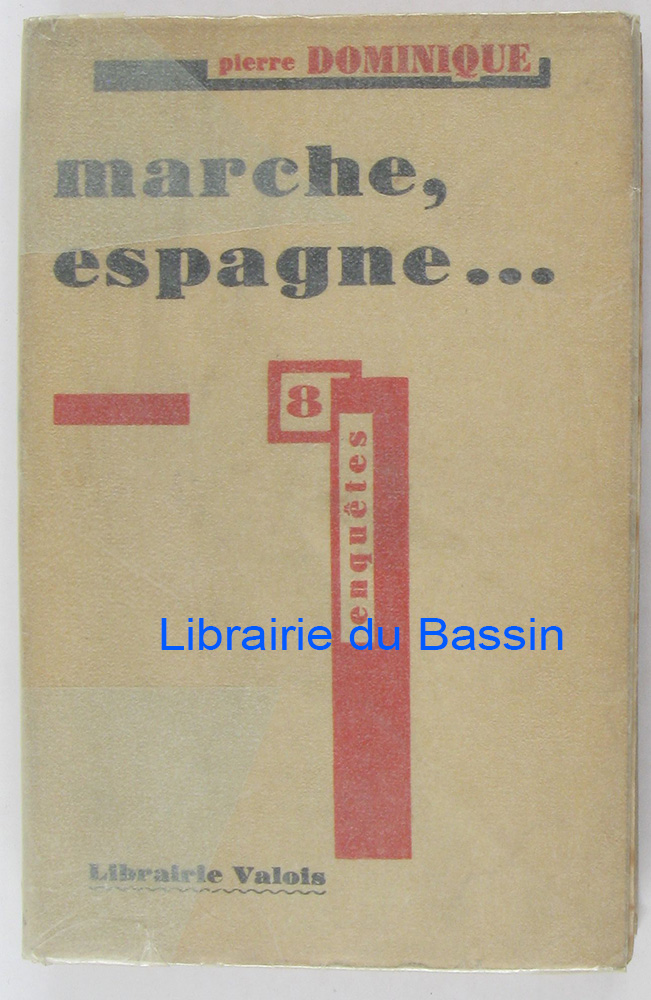 pierre DOMINIQUE
marche,
espagne...
8
enquêtes
Librairie du Bassin
Librairie Valois